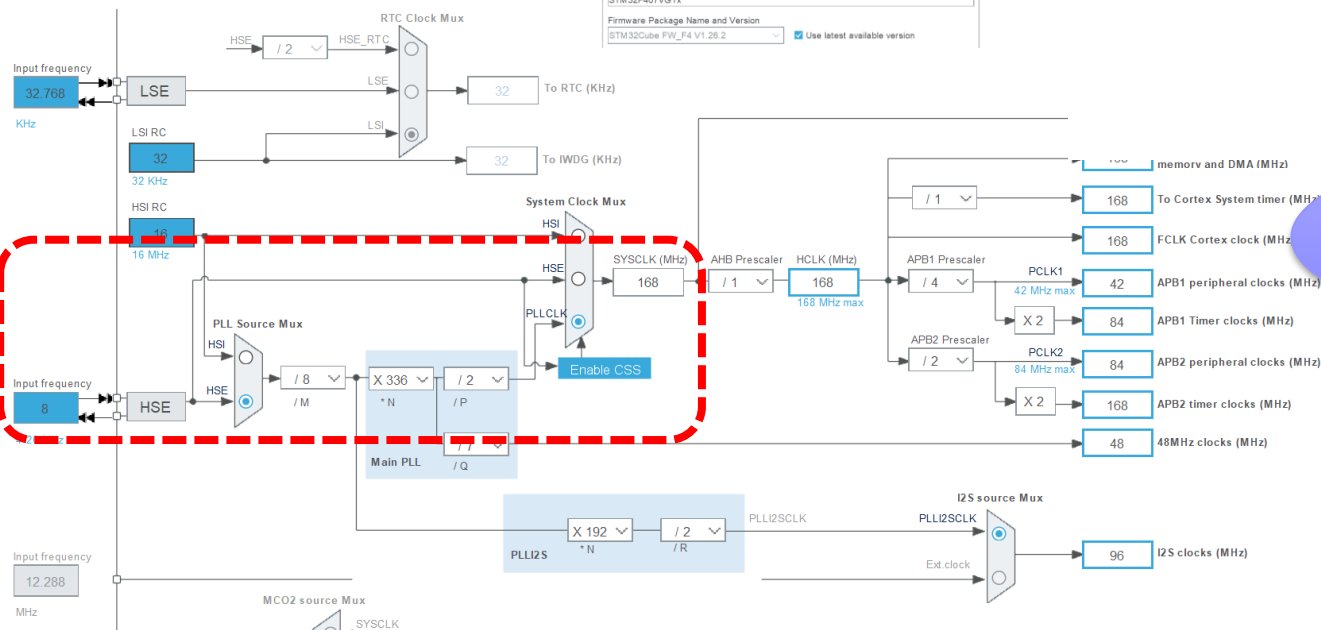 STM32F407VGTx
Firmware Package Name and Version
STM32Cube FW_F4 V1.26.2
Use latest available version
RTC Clock Mux
HSE
/ 2
HSE_RTC
Input frequency
32.768
KHz
LSE
LSE
32
To RTC (KHz)
LSI RC
LSI
32
32 KHz
32
To IWDG (KHz)
HSI RC
16
16 MHz
System Clock Mux
HSI
HSE
PLLCLK
SYSCLK (MHz)
168
AHB Prescaler
/ 1
HCLK (MHz)
168
168 MHz max
memory and DMA (MHz)
/ 1
168
To Cortex System timer (MHz)
168
FCLK Cortex clock (MHz
APB1 Prescaler
/ 4
PCLK1
42 MHz max
42
APB1 peripheral clocks (MHz)
X 2
84
APB1 Timer clocks (MHz)
APB2 Prescaler
/ 2
PCLK2
84 MHz max
84
APB2 peripheral clocks (MHz)
X 2
168
APB2 timer clocks (MHz)
48
48MHz clocks (MHz)
PLL Source Mux
HSI
HSE
Input frequency
8
HSE
/ 8
/ M
X 336
* N
/ 2
/ P
/ 7
/ Q
Main PLL
Enable CSS
PLLI2S
X 192
* N
/ 2
/ R
PLLI2SCLK
I2S source Mux
PLLI2SCLK
Ext.clock
96
I2S clocks (MHz)
Input frequency
12.288
MHz
MCO2 source Mux
SYSCLK